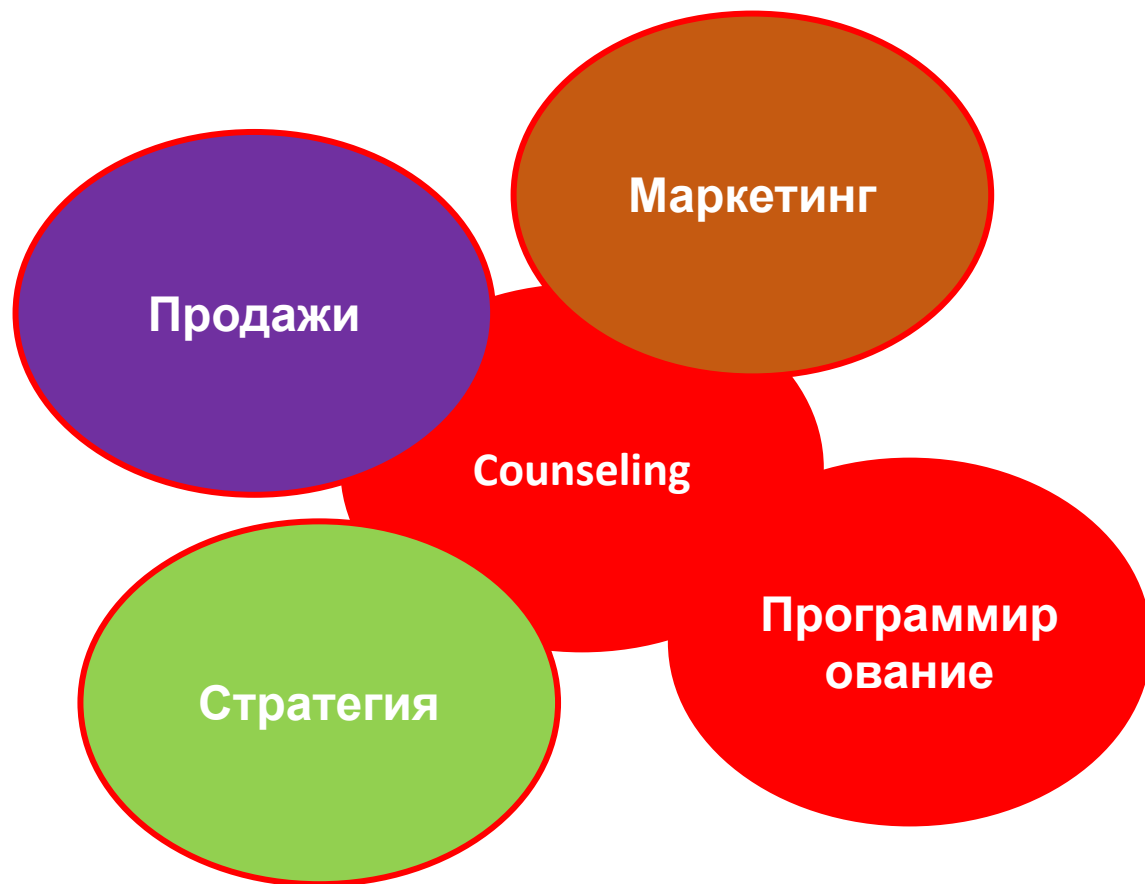 Маркетинг
Продажи
Counseling
Программир
ование
Стратегия